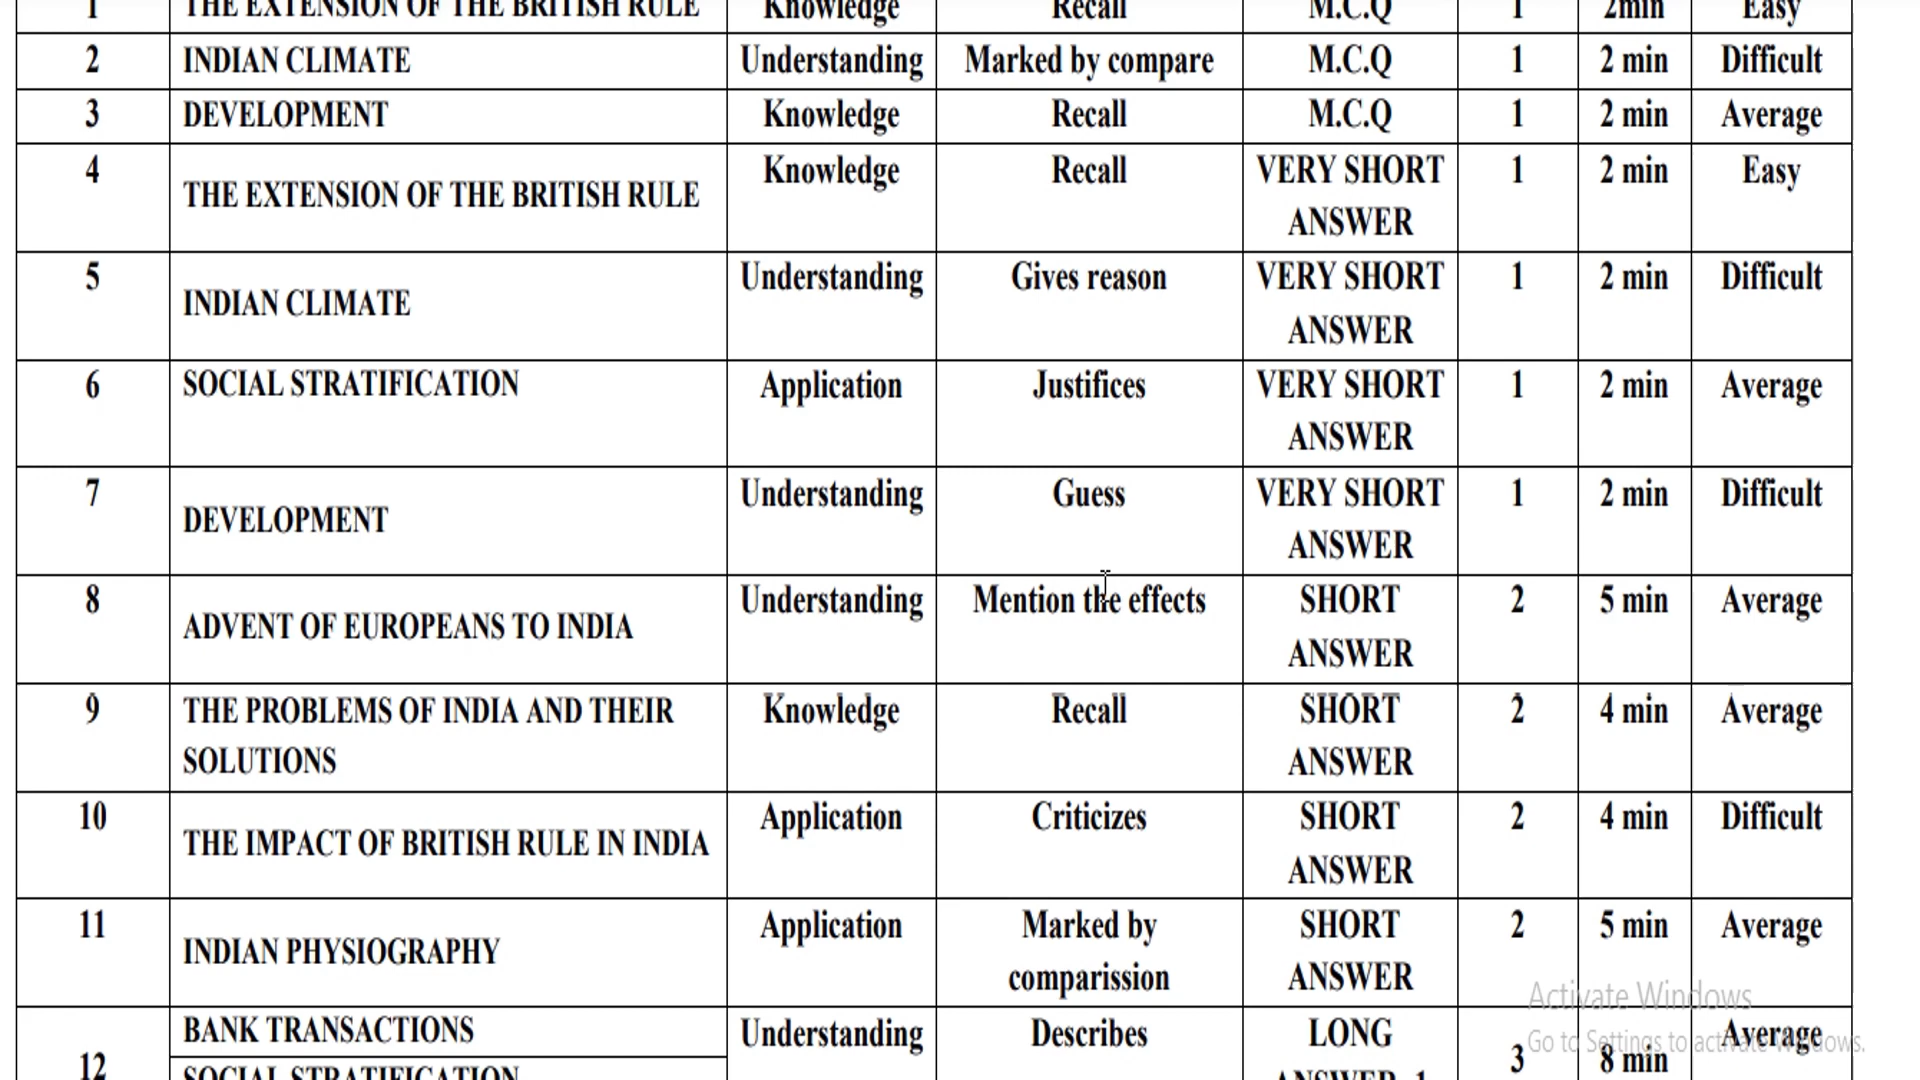 1 THE EXTENSION OF THE BRITISH RULE Knowledge Recall M.C.Q 1 2min Easy
2 INDIAN CLIMATE Understanding Marked by compare M.C.Q 1 2 min Difficult
3 DEVELOPMENT Knowledge Recall M.C.Q 1 2 min Average
4 THE EXTENSION OF THE BRITISH RULE Knowledge Recall VERY SHORT 1 2 min Easy
ANSWER
5 INDIAN CLIMATE Understanding Gives reason VERY SHORT 1 2 min Difficult
ANSWER
6 SOCIAL STRATIFICATION Application Justifices VERY SHORT 1 2 min Average
ANSWER
7 DEVELOPMENT Understanding Guess VERY SHORT 1 2 min Difficult
ANSWER
8 ADVENT OF EUROPEANS TO INDIA Understanding Mention the effects SHORT 2 5 min Average
ANSWER
9 THE PROBLEMS OF INDIA AND THEIR Knowledge Recall SHORT 2 4 min Average
SOLUTIONS ANSWER
10 THE IMPACT OF BRITISH RULE IN INDIA Application Criticizes SHORT 2 4 min Difficult
ANSWER
11 INDIAN PHYSIOGRAPHY Application Marked by SHORT 2 5 min Average
comparission ANSWER
12 BANK TRANSACTIONS Understanding Describes LONG 3 8 min Average
SOCIAL STRATIFICATION ANSWER-1
Activate Windows
Go to Settings to activate Windows.